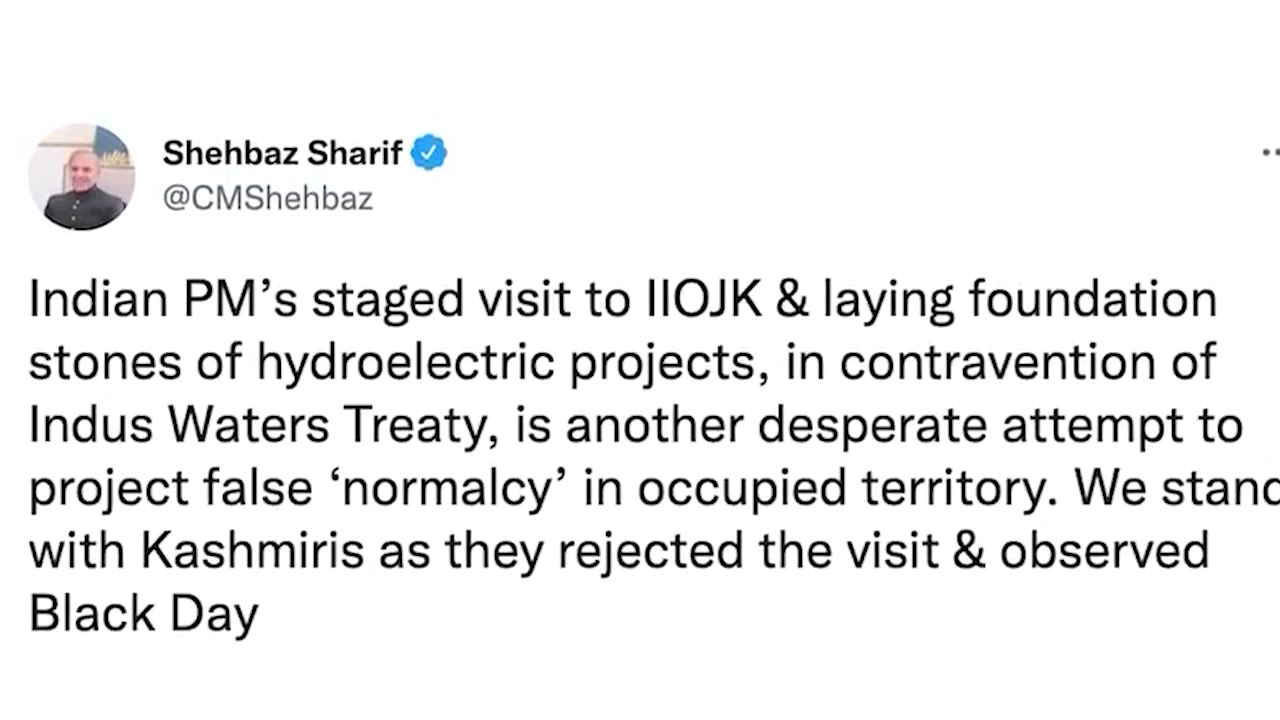 Shehbaz Sharif
@CMShehbaz
Indian PM’s staged visit to IIOJK & laying foundation
stones of hydroelectric projects, in contravention of
Indus Waters Treaty, is another desperate attempt to
project false ‘normalcy’ in occupied territory. We stand
with Kashmiris as they rejected the visit & observed
Black Day